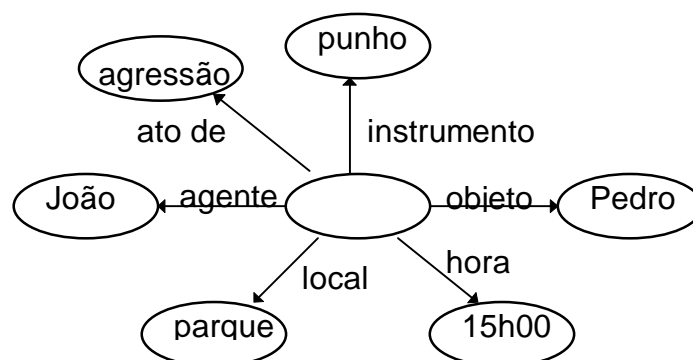 punho
agressão
ato de
instrumento
João
agente
objeto
Pedro
local
hora
parque
15h00